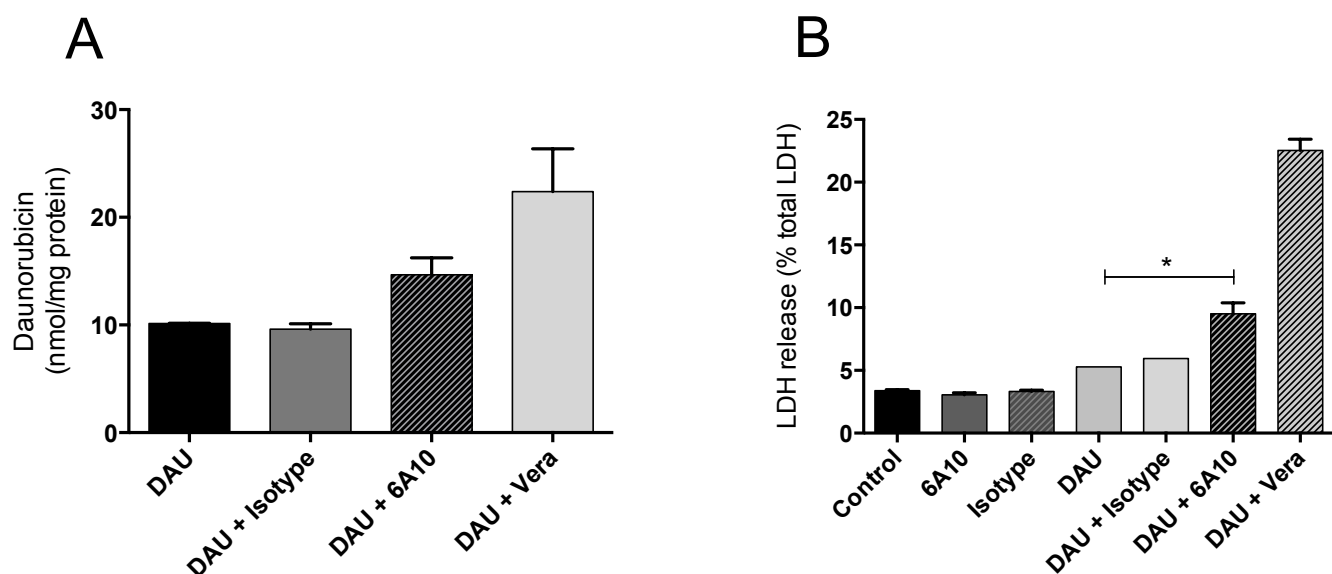 A
Daunorubicin
(nmol/mg protein)
30
20
10
0
DAU
DAU + Isotype
DAU + 6A10
DAU + Vera
B
LDH release (% total LDH)
25
20
15
10
5
0
*
Control
6A10
Isotype
DAU
DAU + Isotype
DAU + 6A10
DAU + Vera